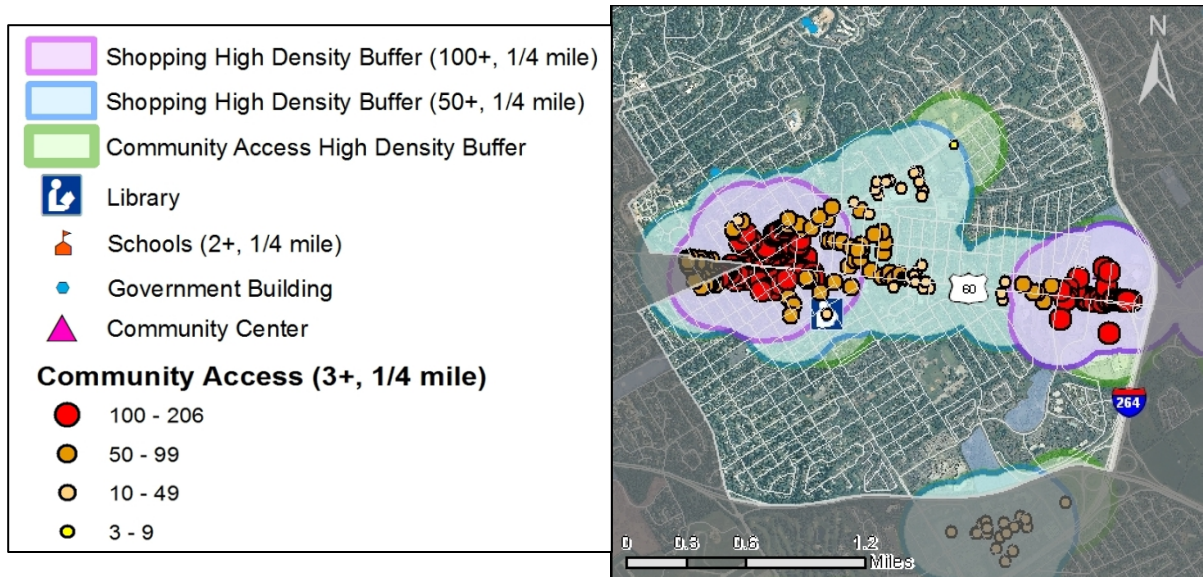 Shopping High Density Buffer (100+, 1/4 mile)
Shopping High Density Buffer (50+, 1/4 mile)
Community Access High Density Buffer
Library
Schools (2+, 1/4 mile)
Government Building
Community Center
Community Access (3+, 1/4 mile)
100 - 206
50 - 99
10 - 49
3 - 9
N
60
264
0 0.3 0.6 1.2
Miles